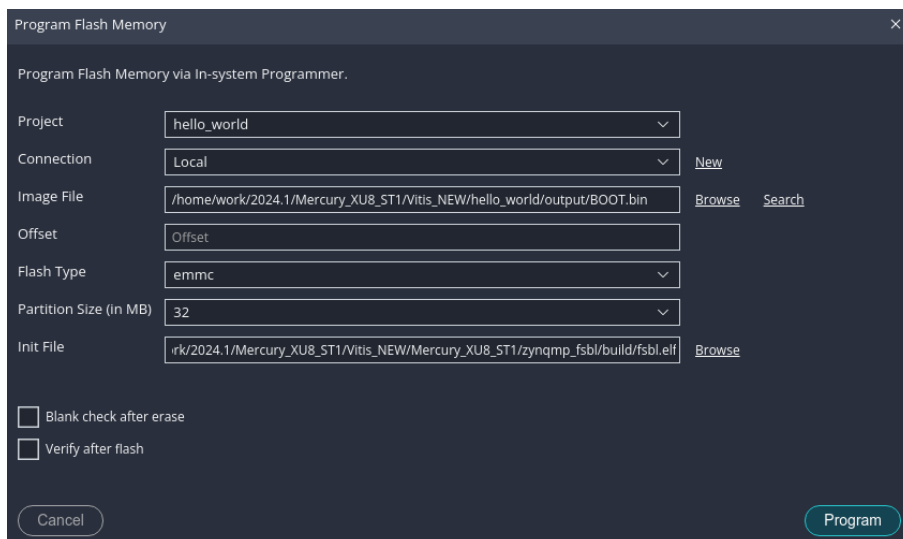 Program Flash Memory ×
Program Flash Memory via In-system Programmer.
Project hello_world
Connection Local New
Image File /home/work/2024.1/Mercury_XU8_ST1/Vitis_NEW/hello_world/output/BOOT.bin Browse Search
Offset Offset
Flash Type emmc
Partition Size (in MB) 32
Init File rk/2024.1/Mercury_XU8_ST1/Vitis_NEW/Mercury_XU8_ST1/zynqmp_fsbl/build/fsbl.elf Browse
Blank check after erase
Verify after flash
Cancel Program